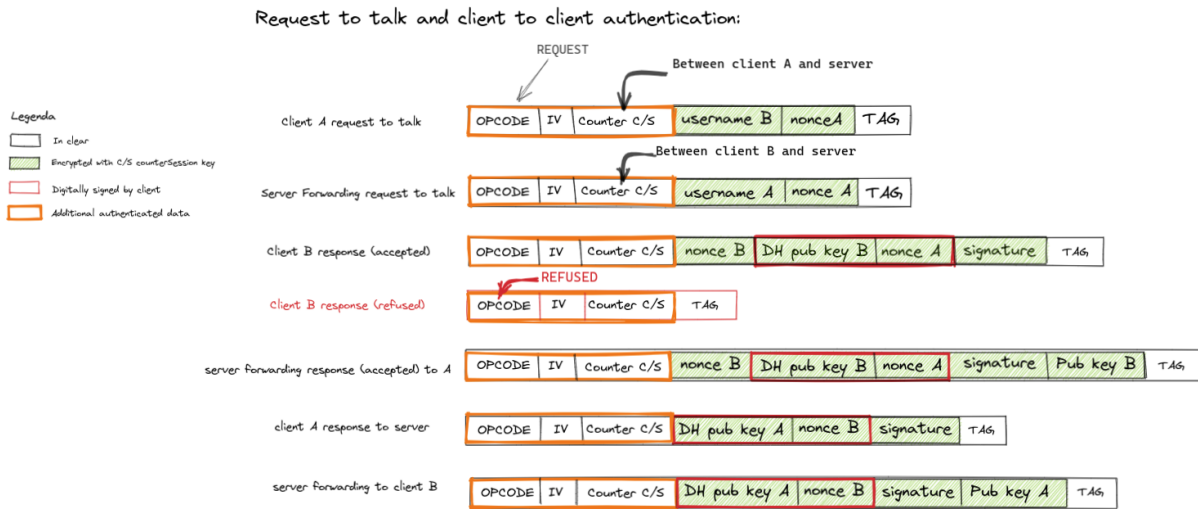 Request to talk and client to client authentication:
REQUEST
Between client A and server
Legenda
In clear
Encrypted with C/S counterSession key
Digitally signed by client
Additional authenticated data
Client A request to talk
OPCODE IV Counter C/S username B nonceA TAG
Between client B and server
Server Forwarding request to talk
OPCODE IV Counter C/S username A nonce A TAG
Client B response (accepted)
OPCODE IV Counter C/S nonce B DH pub key B nonce A signature TAG
REFUSED
Client B response (refused)
OPCODE IV Counter C/S TAG
server forwarding response (accepted) to A
OPCODE IV Counter C/S nonce B DH pub key B nonce A signature Pub key B TAG
client A response to server
OPCODE IV Counter C/S DH pub key A nonce B signature TAG
server forwarding to client B
OPCODE IV Counter C/S DH pub key A nonce B signature Pub key A TAG